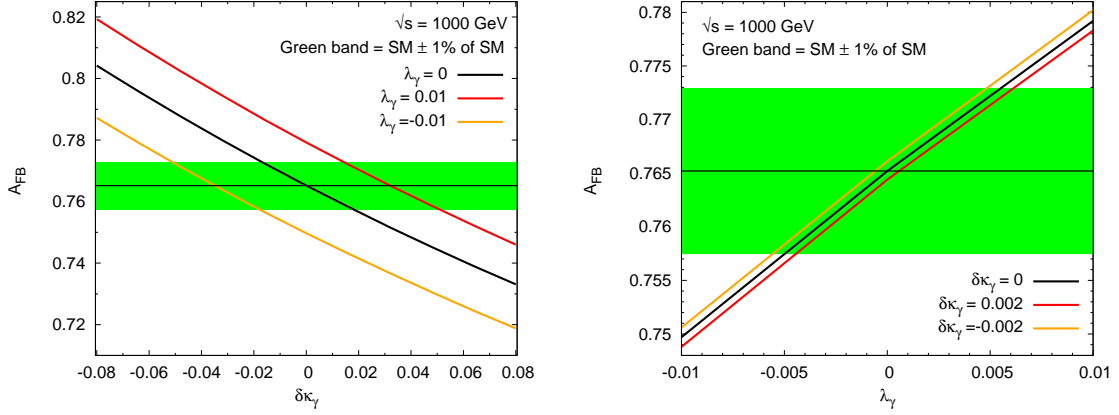 √s = 1000 GeV
Green band = SM ± 1% of SM
λγ = 0
λγ = 0.01
λγ =-0.01
A_FB
0.82
0.8
0.78
0.76
0.74
0.72
-0.08 -0.06 -0.04 -0.02 0 0.02 0.04 0.06 0.08
δκγ
√s = 1000 GeV
Green band = SM ± 1% of SM
δκγ = 0
δκγ = 0.002
δκγ =-0.002
A_FB
0.78
0.775
0.77
0.765
0.76
0.755
0.75
-0.01 -0.005 0 0.005 0.01
λγ